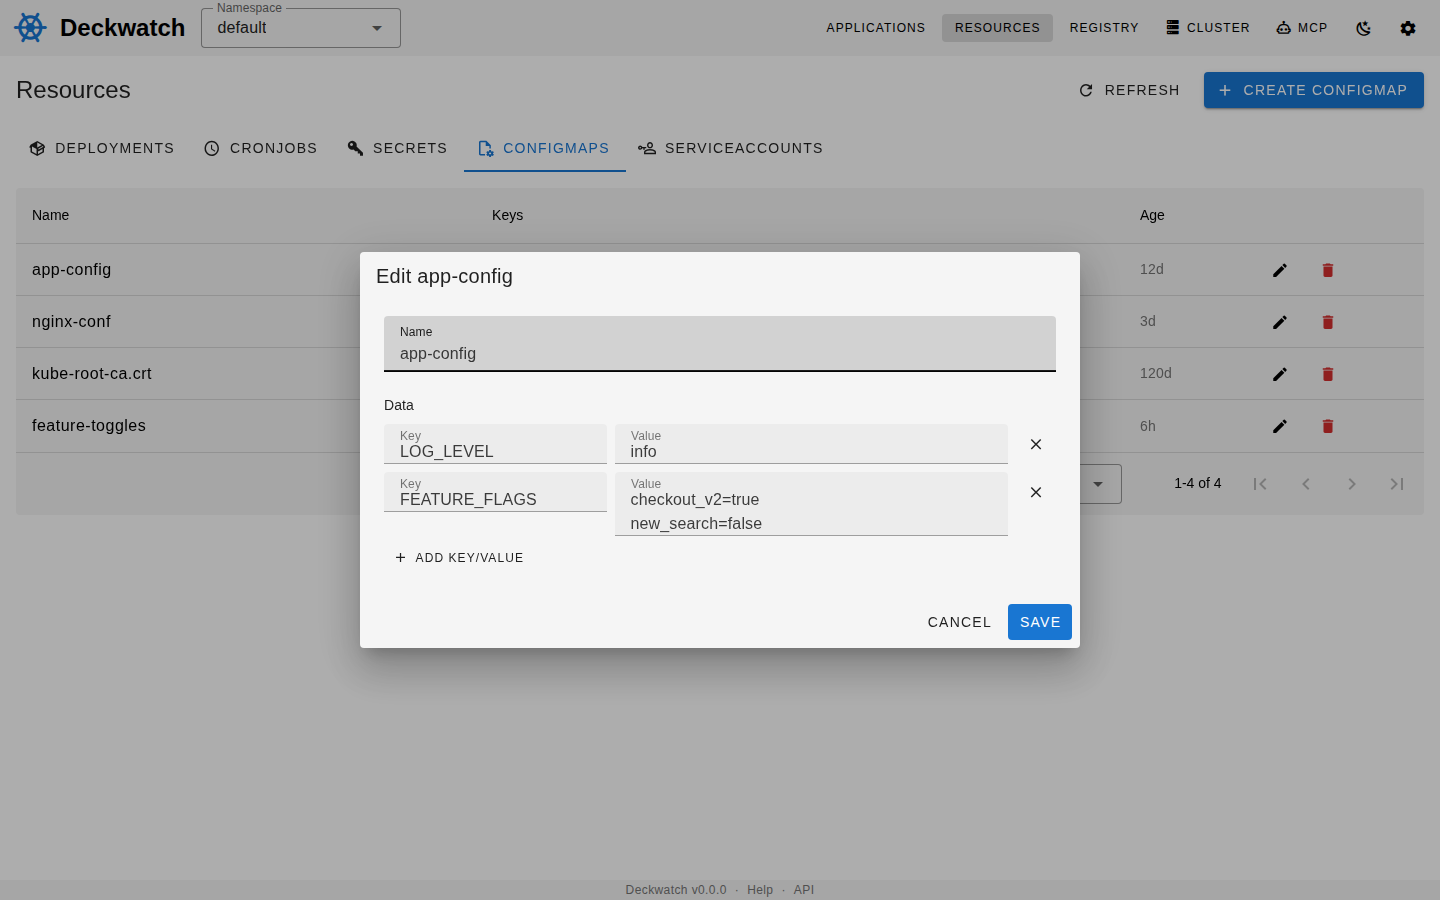 Deckwatch
Namespace
default
APPLICATIONS
RESOURCES
REGISTRY
CLUSTER
MCP
Resources
REFRESH
CREATE CONFIGMAP
DEPLOYMENTS
CRONJOBS
SECRETS
CONFIGMAPS
SERVICEACCOUNTS
Name Keys Age
app-config 12d
nginx-conf 3d
kube-root-ca.crt 120d
feature-toggles 6h
1-4 of 4
Edit app-config
Name
app-config
Data
Key
LOG_LEVEL
Value
info
Key
FEATURE_FLAGS
Value
checkout_v2=true
new_search=false
ADD KEY/VALUE
CANCEL
SAVE
Deckwatch v0.0.0 · Help · API